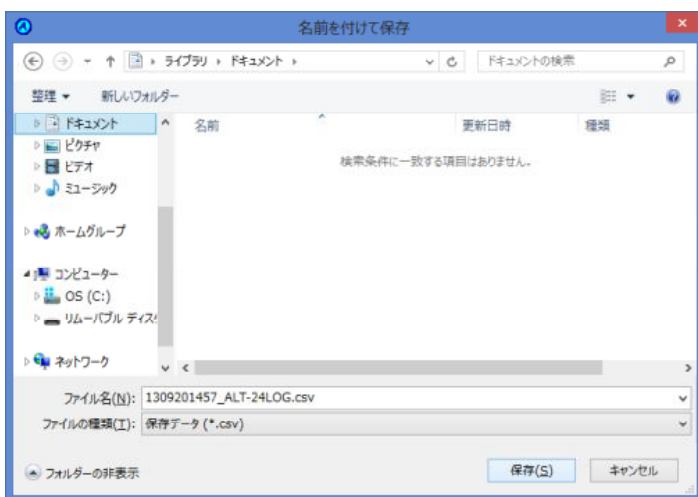 名前を付けて保存
ライブラリ ドキュメント
ドキュメントの検索
整理 新しいフォルダー
ドキュメント
ピクチャ
ビデオ
ミュージック
ホームグループ
コンピューター
OS (C:)
リムーバブル ディス
ネットワーク
名前 更新日時 種類
検索条件に一致する項目はありません。
ファイル名(N): 1309201457_ALT-24LOG.csv
ファイルの種類(T): 保存データ (*.csv)
フォルダーの非表示 保存(S) キャンセル